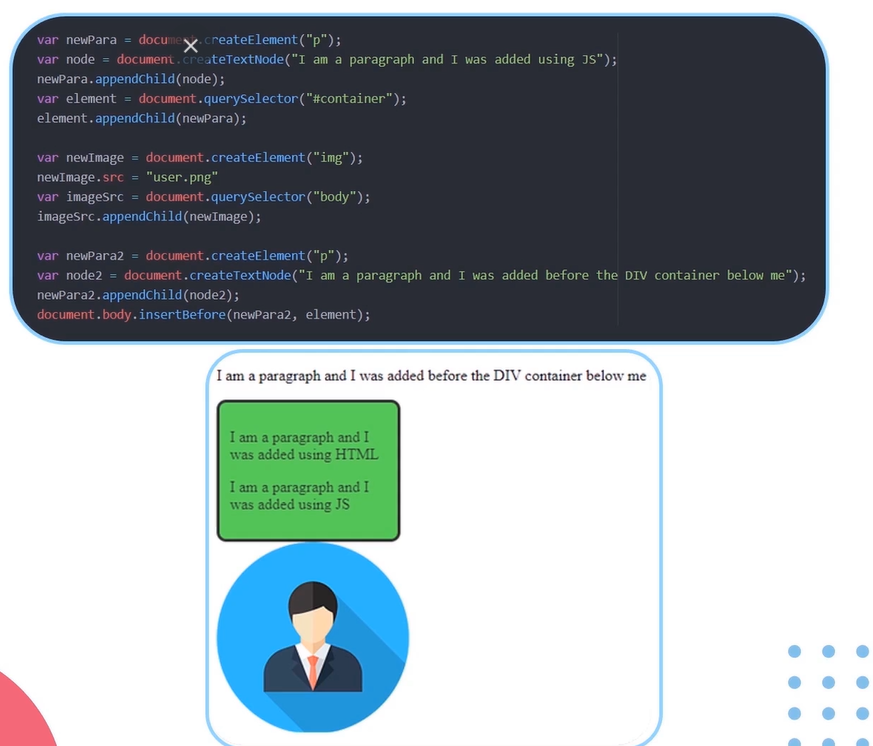 var newPara = document.createElement("p");
var node = document.createTextNode("I am a paragraph and I was added using JS");
newPara.appendChild(node);
var element = document.querySelector("#container");
element.appendChild(newPara);
var newImage = document.createElement("img");
newImage.src = "user.png"
var imageSrc = document.querySelector("body");
imageSrc.appendChild(newImage);
var newPara2 = document.createElement("p");
var node2 = document.createTextNode("I am a paragraph and I was added before the DIV container below me");
newPara2.appendChild(node2);
document.body.insertBefore(newPara2, element);
I am a paragraph and I was added before the DIV container below me
I am a paragraph and I
was added using HTML
I am a paragraph and I
was added using JS